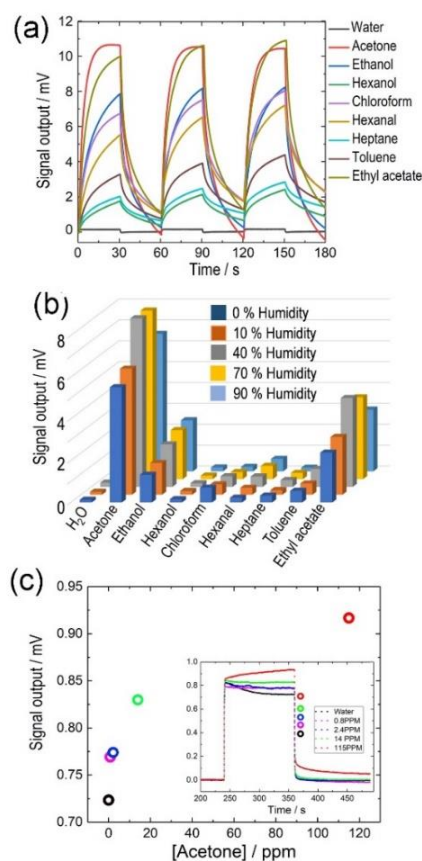 (a)
12
10
8
6
4
2
0
Signal output / mV
0 30 60 90 120 150 180
Time / s
Water
Acetone
Ethanol
Hexanol
Chloroform
Hexanal
Heptane
Toluene
Ethyl acetate
(b)
0 % Humidity
10 % Humidity
40 % Humidity
70 % Humidity
90 % Humidity
8
6
4
2
0
Signal output / mV
H2O
Acetone
Ethanol
Hexanol
Chloroform
Hexanal
Heptane
Toluene
Ethyl acetate
(c)
0.95
0.90
0.85
0.80
0.75
0.70
Signal output / mV
0 20 40 60 80 100 120
[Acetone] / ppm
1.0
0.8
0.6
0.4
0.2
0.0
200 250 300 350 400 450
Time / s
Water
0.8PPM
2.4PPM
14 PPM
115PPM